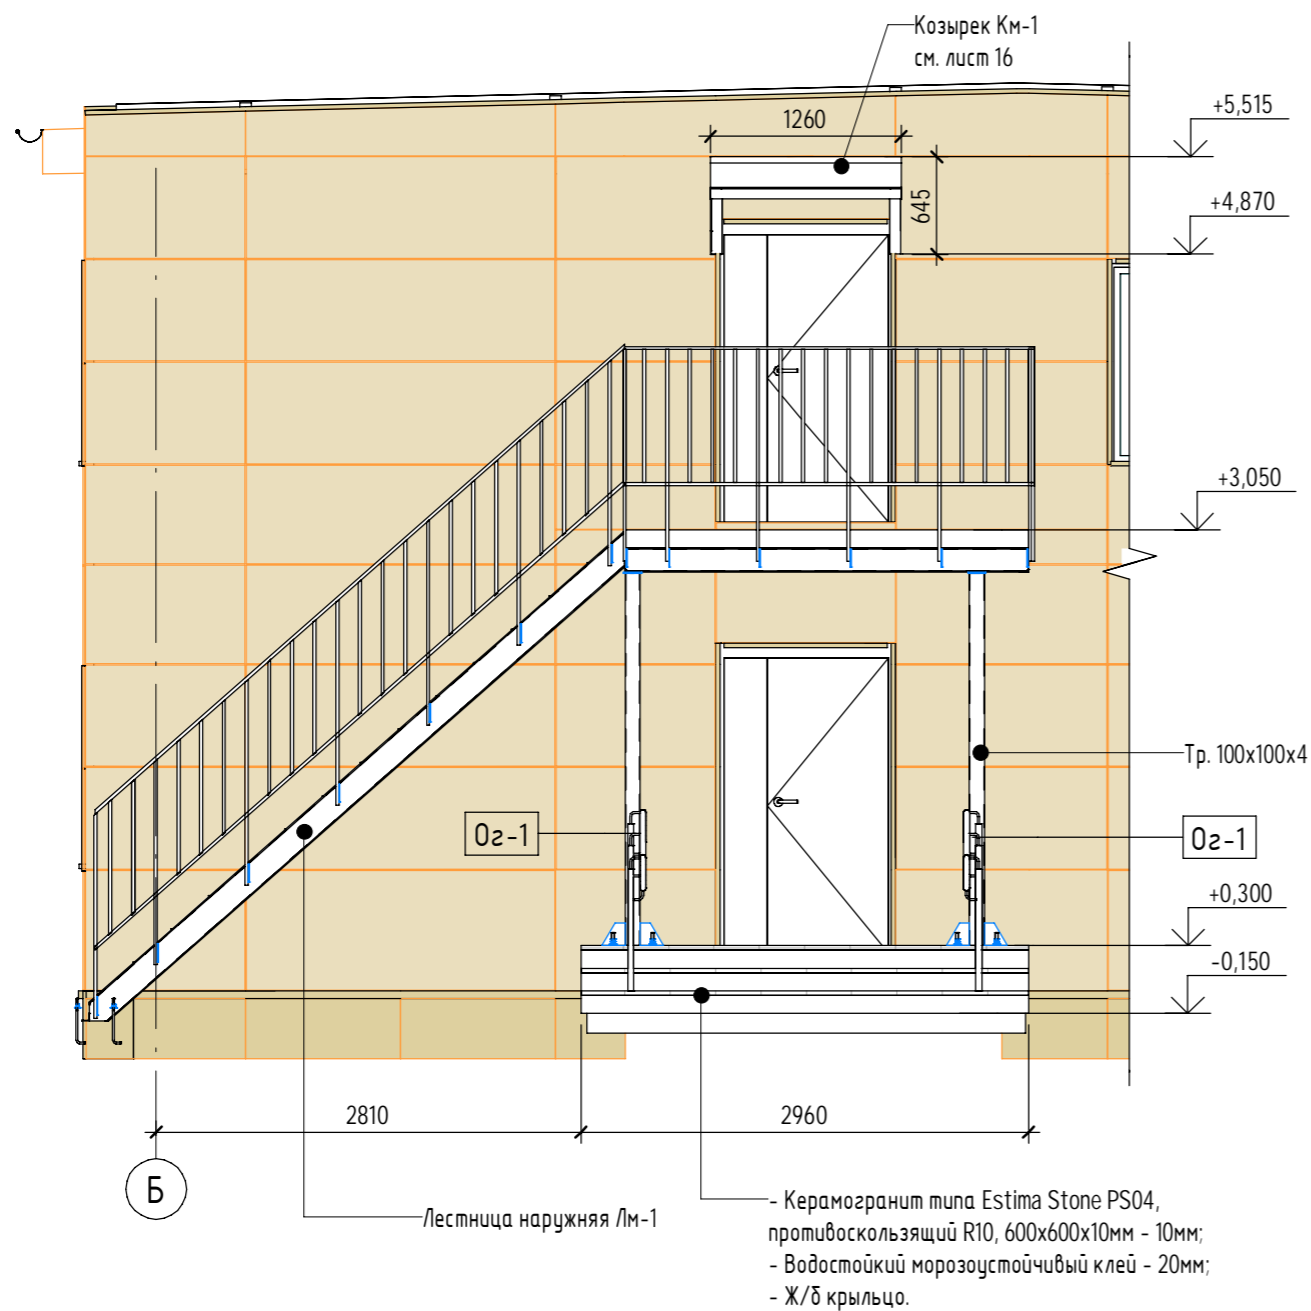 Козырек Км-1
см. лист 16
1260
+5,515
645
+4,870
+3,050
Тр. 100х100х4
Ог-1
Ог-1
+0,300
-0,150
2810
2960
Б
Лестница наружняя Лм-1
- Керамогранит типа Estima Stone PS04,
противоскользящий R10, 600х600х10мм - 10мм;
- Водостойкий морозоустойчивый клей - 20мм;
- Ж/б крыльцо.